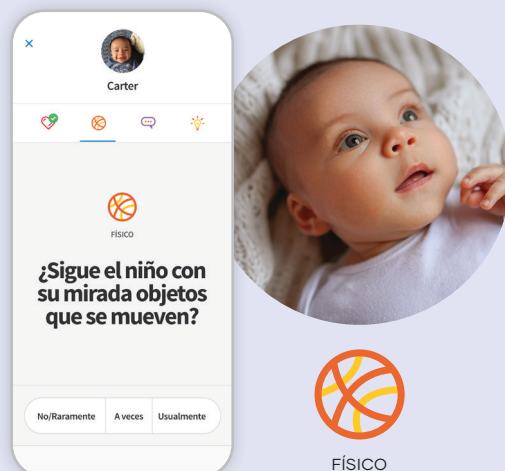 Carter
FÍSICO
¿Sigue el niño con
su mirada objetos
que se mueven?
No/Raramente
A veces
Usualmente
FÍSICO